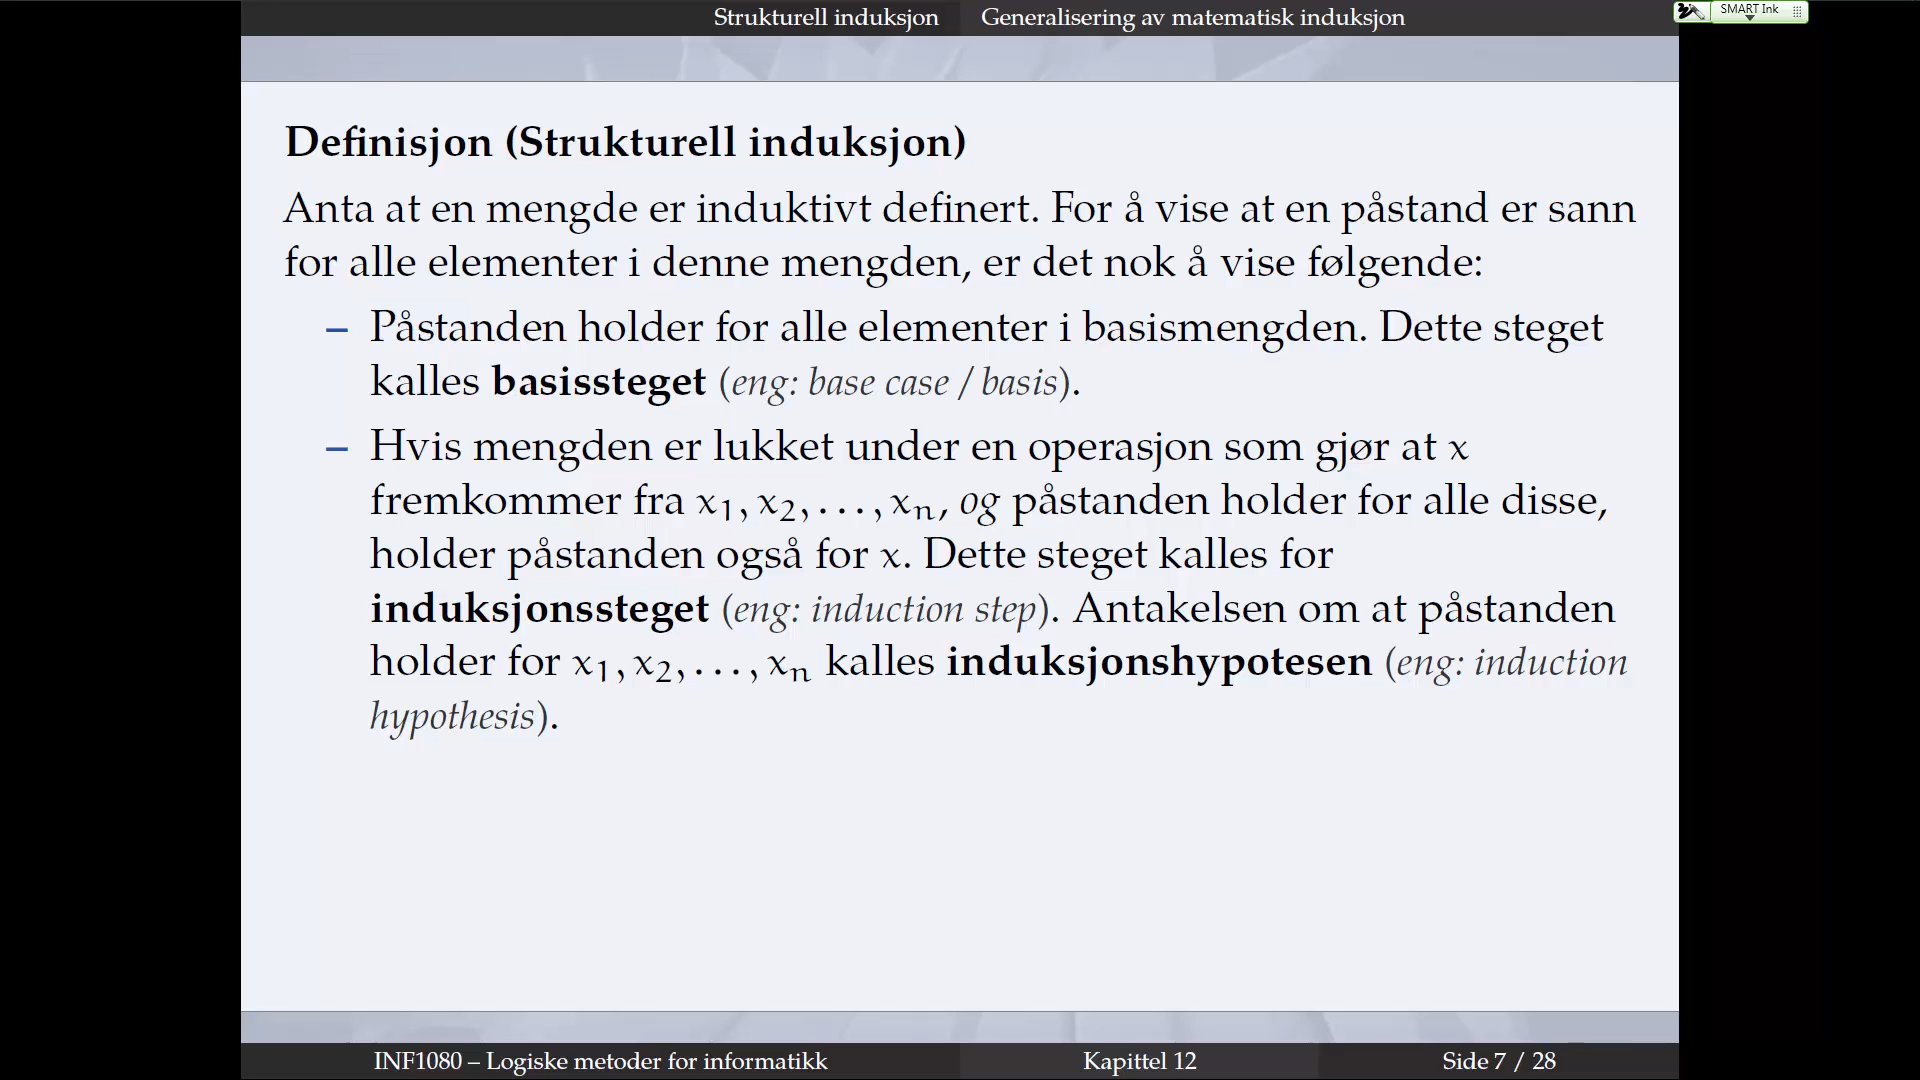 Strukturell induksjon Generalisering av matematisk induksjon
SMART Ink
Definisjon (Strukturell induksjon)
Anta at en mengde er induktivt definert. For å vise at en påstand er sann
for alle elementer i denne mengden, er det nok å vise følgende:
– Påstanden holder for alle elementer i basismengden. Dette steget
kalles basissteget (eng: base case / basis).
– Hvis mengden er lukket under en operasjon som gjør at x
fremkommer fra x₁, x₂, . . . , xₙ, og påstanden holder for alle disse,
holder påstanden også for x. Dette steget kalles for
induksjonssteget (eng: induction step). Antakelsen om at påstanden
holder for x₁, x₂, . . . , xₙ kalles induksjonshypotesen (eng: induction
hypothesis).
INF1080 – Logiske metoder for informatikk Kapittel 12 Side 7 / 28